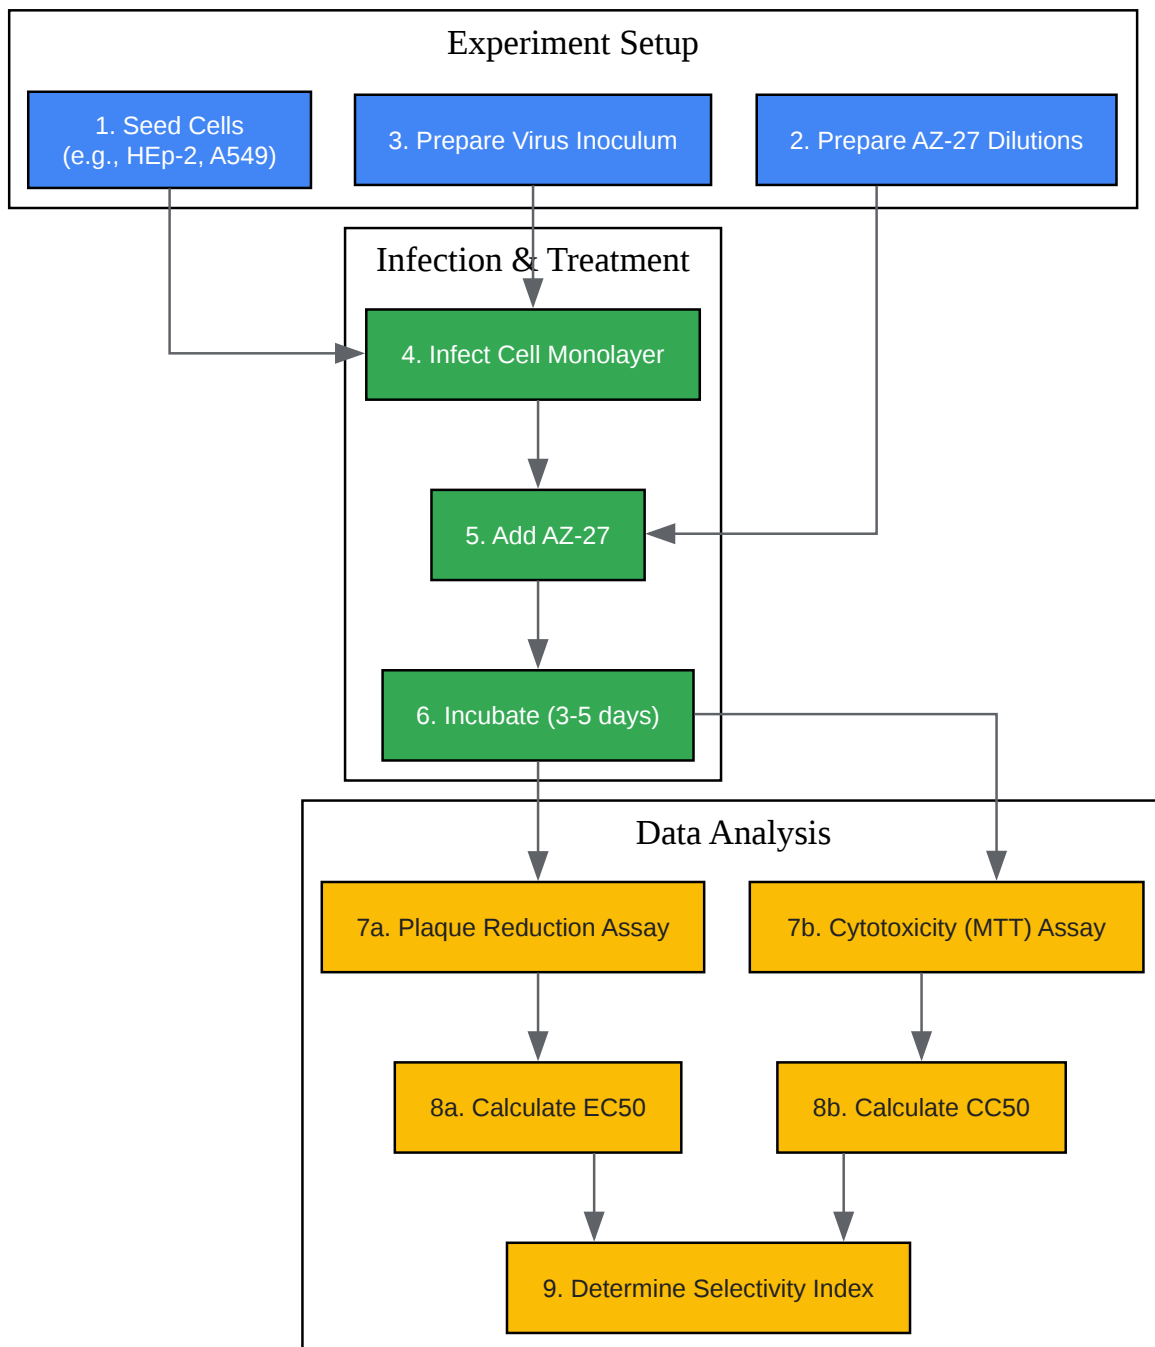 Experiment Setup
1. Seed Cells
(e.g., HEp-2, A549)
3. Prepare Virus Inoculum
2. Prepare AZ-27 Dilutions
Infection & Treatment
4. Infect Cell Monolayer
5. Add AZ-27
6. Incubate (3-5 days)
Data Analysis
7a. Plaque Reduction Assay
7b. Cytotoxicity (MTT) Assay
8a. Calculate EC50
8b. Calculate CC50
9. Determine Selectivity Index